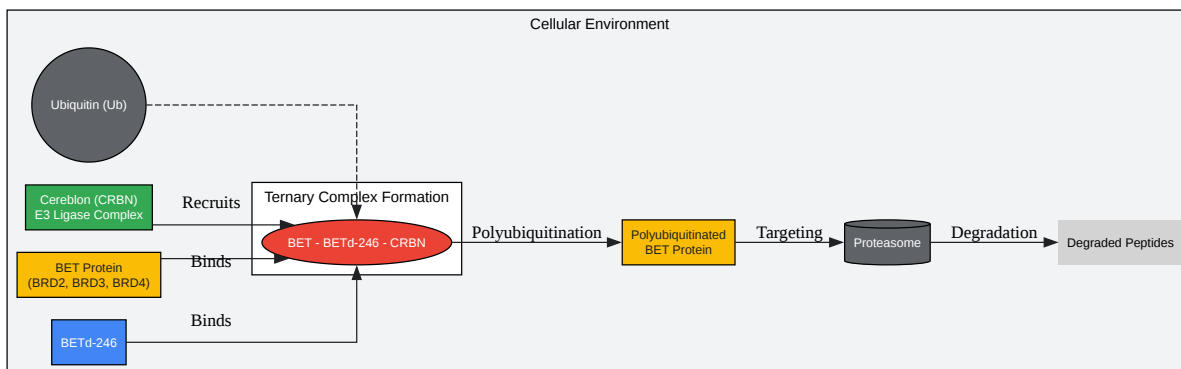 Cellular Environment
Ubiquitin (Ub)
Cereblon (CRBN)
E3 Ligase Complex
Recruits
Ternary Complex Formation
BET - BETd-246 - CRBN
Polyubiquitination
Polyubiquitinated
BET Protein
Targeting
Proteasome
Degradation
Degraded Peptides
BET Protein
(BRD2, BRD3, BRD4)
Binds
BETd-246
Binds